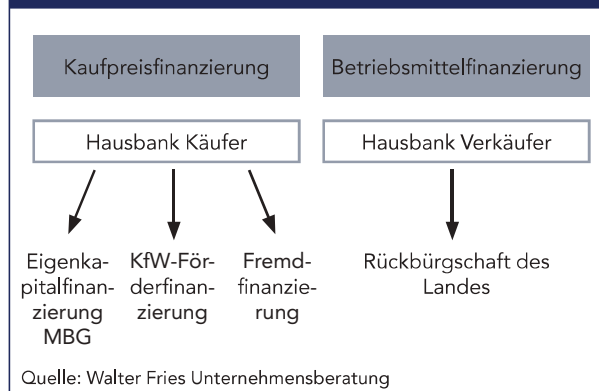 Kaufpreisfinanzierung
Betriebsmittelfinanzierung
Hausbank Käufer
Hausbank Verkäufer
Eigenka-
pitalfinan-
zierung
MBG
KfW-För-
derfinan-
zierung
Fremd-
finanzie-
rung
Rückbürgschaft des
Landes
Quelle: Walter Fries Unternehmensberatung